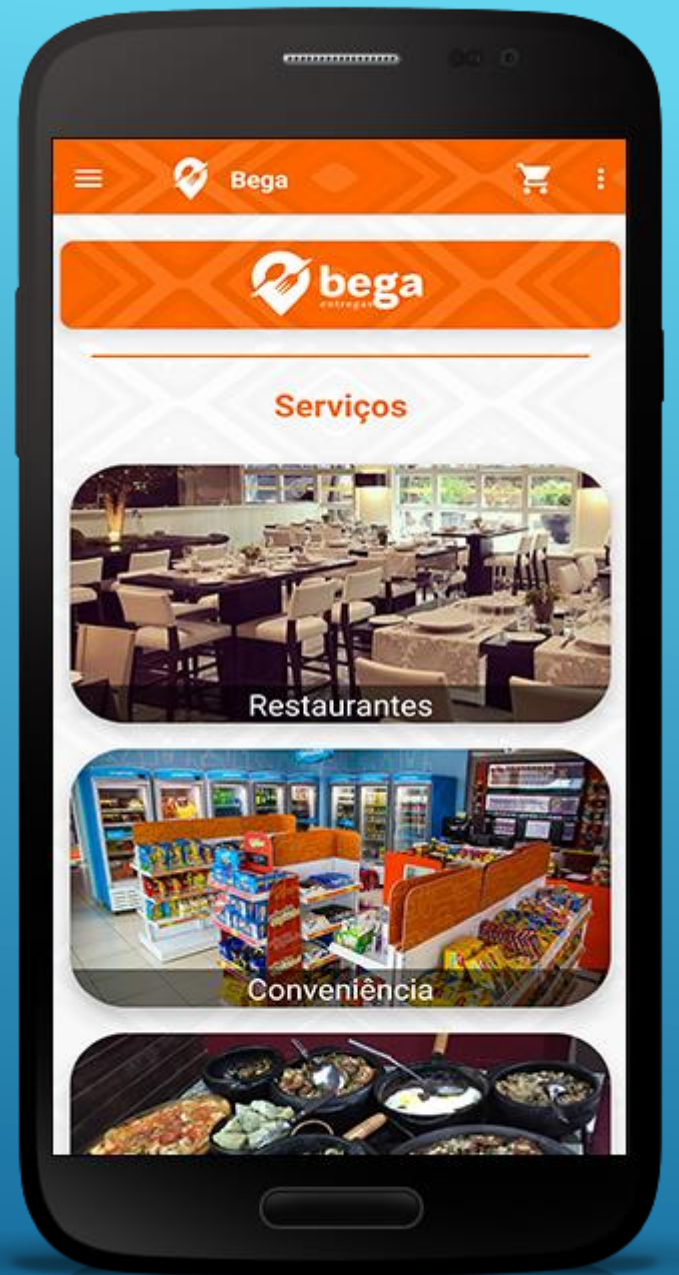 Bega
bega
entregas
Serviços
Restaurantes
Conveniência